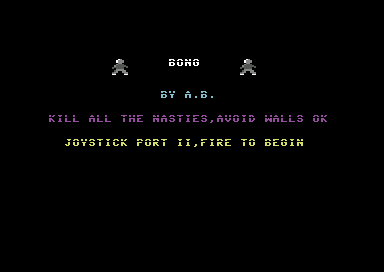 BONG
BY A.B.
KILL ALL THE NASTIES,AVOID WALLS OK
JOYSTICK PORT II,FIRE TO BEGIN